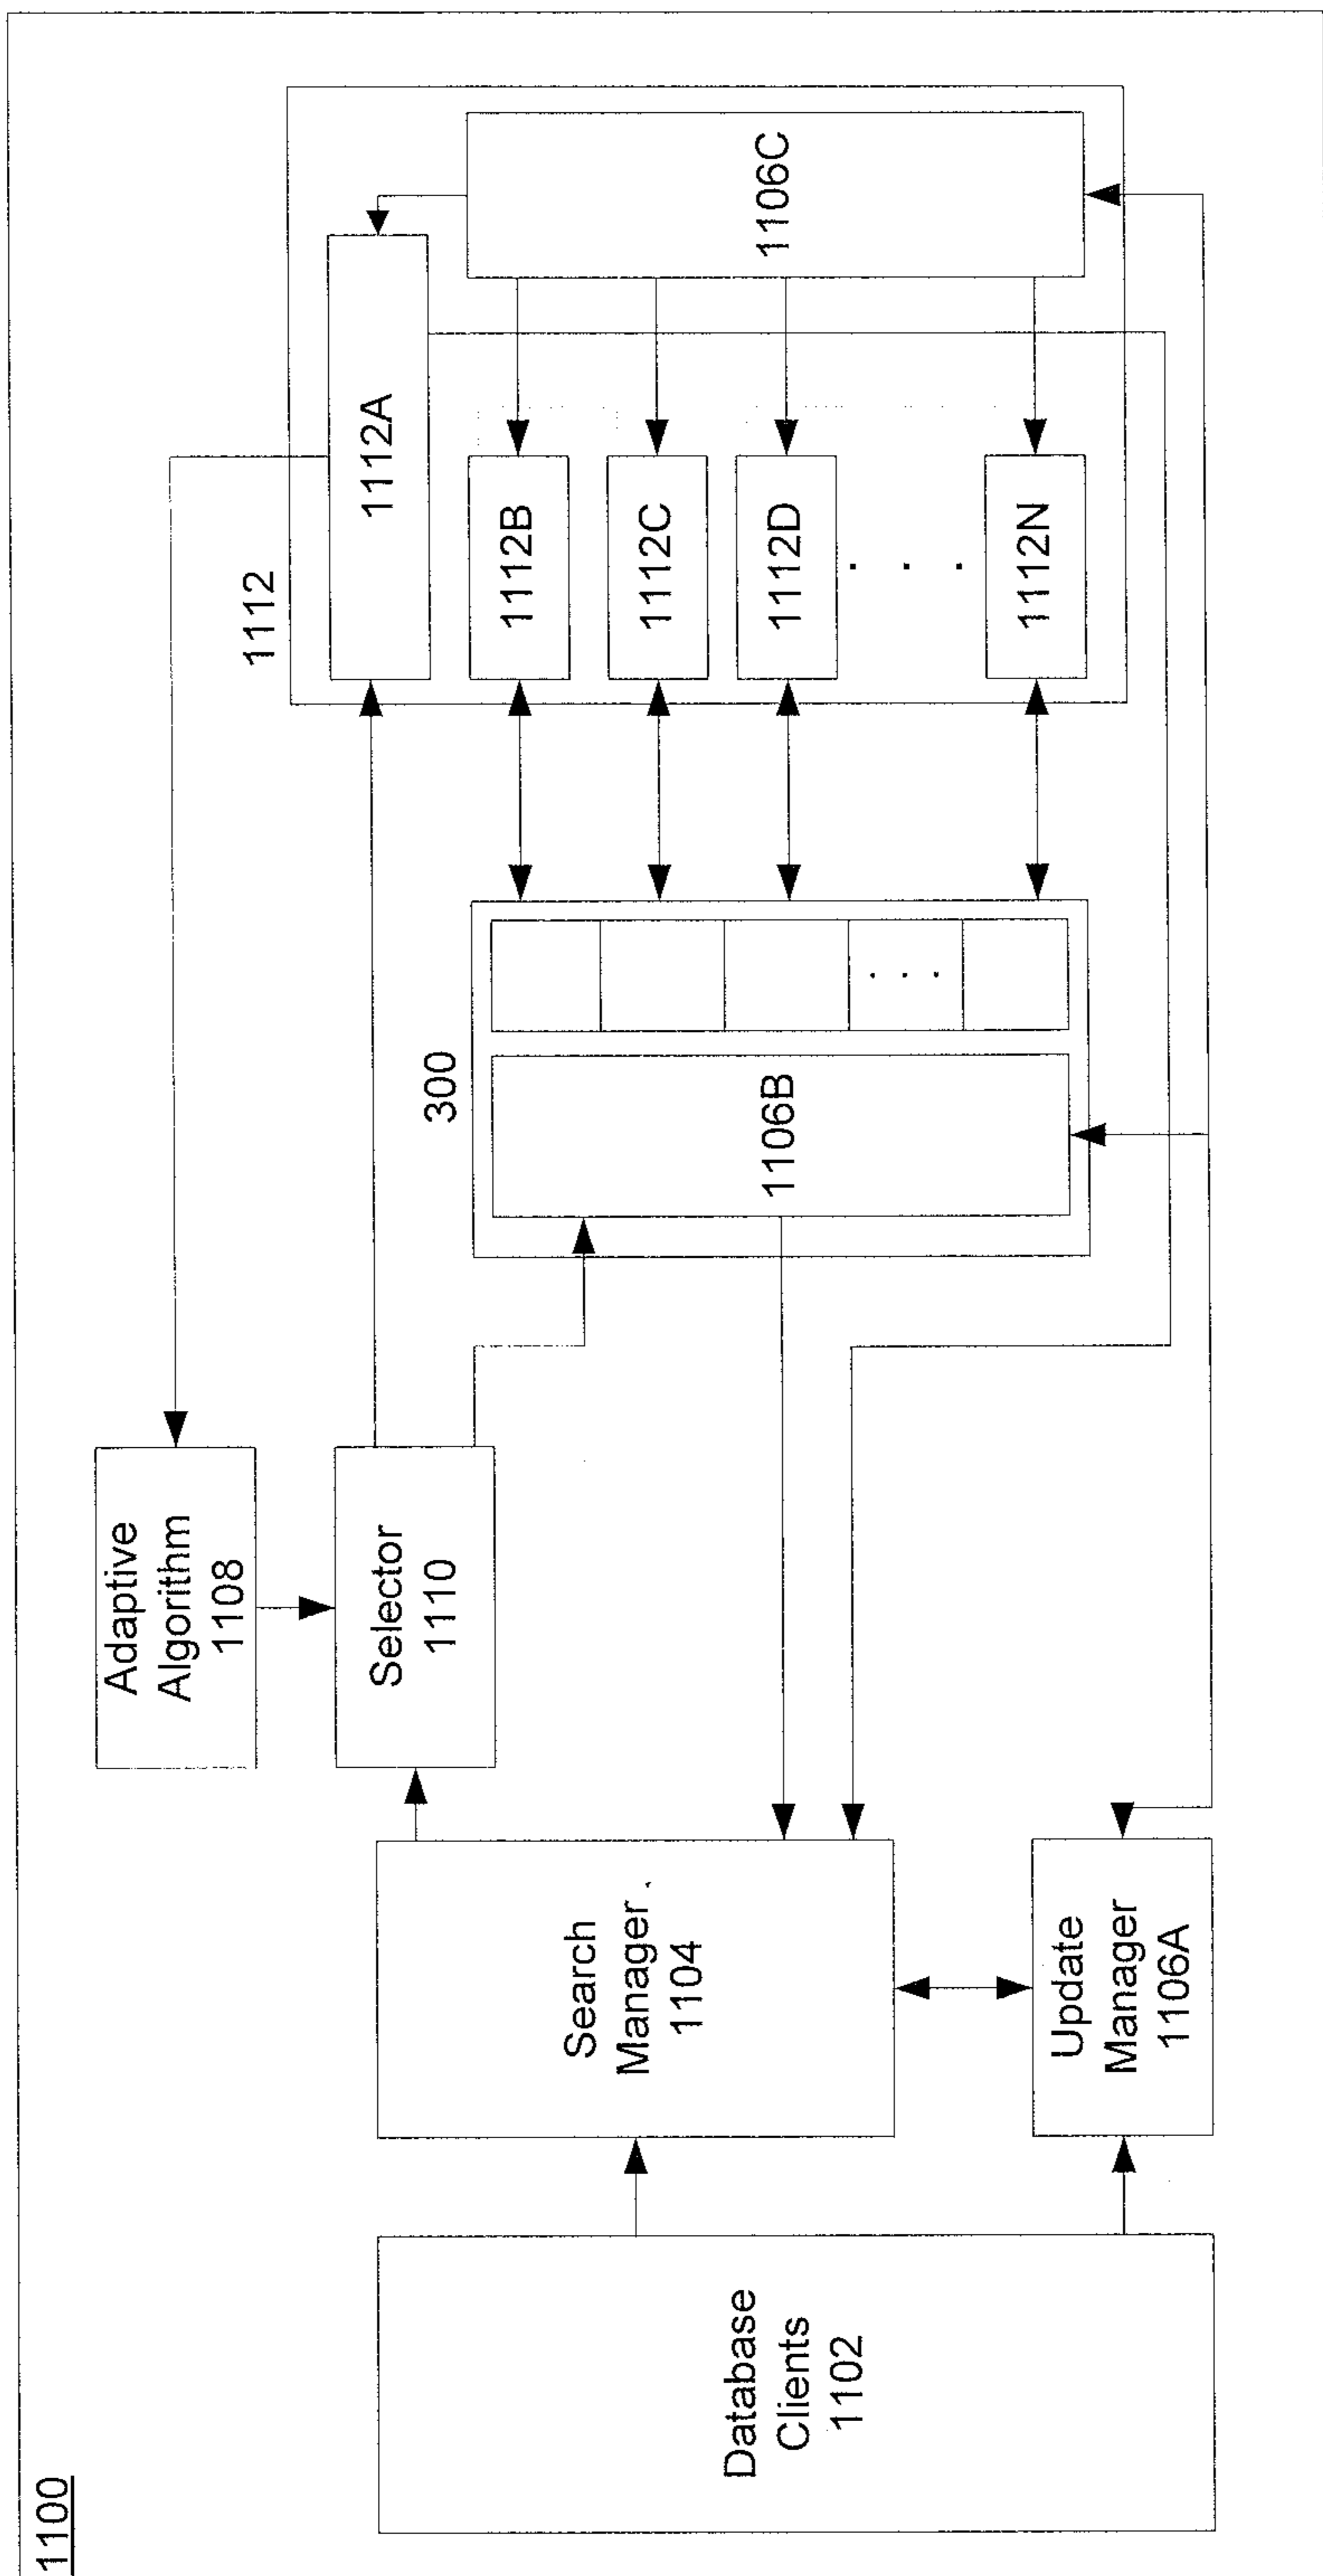 1100
Database
Clients
1102
Search
Manager
1104
Update
Manager
1106A
Adaptive
Algorithm
1108
Selector
1110
300
1106B
. . .
1112
1112A
1112B
1112C
1112D
. . .
1112N
1106C